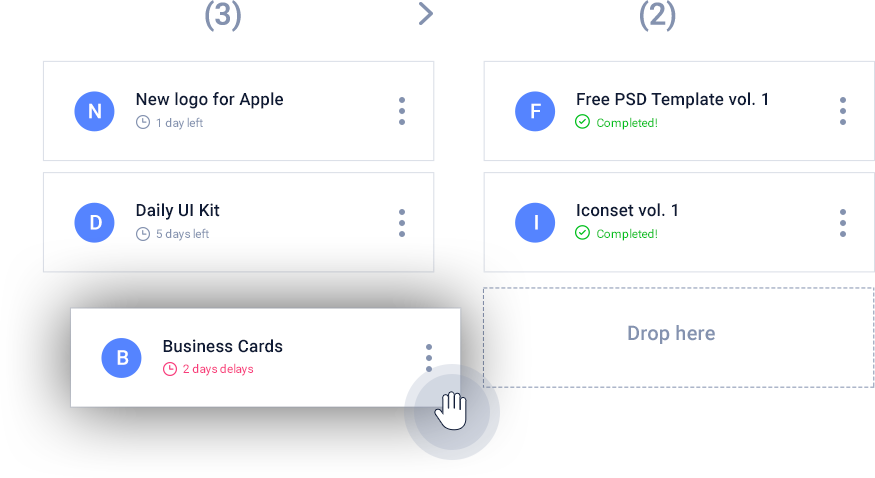 (3)
(2)
N
New logo for Apple
1 day left
D
Daily UI Kit
5 days left
B
Business Cards
2 days delays
F
Free PSD Template vol. 1
Completed!
I
Iconset vol. 1
Completed!
Drop here